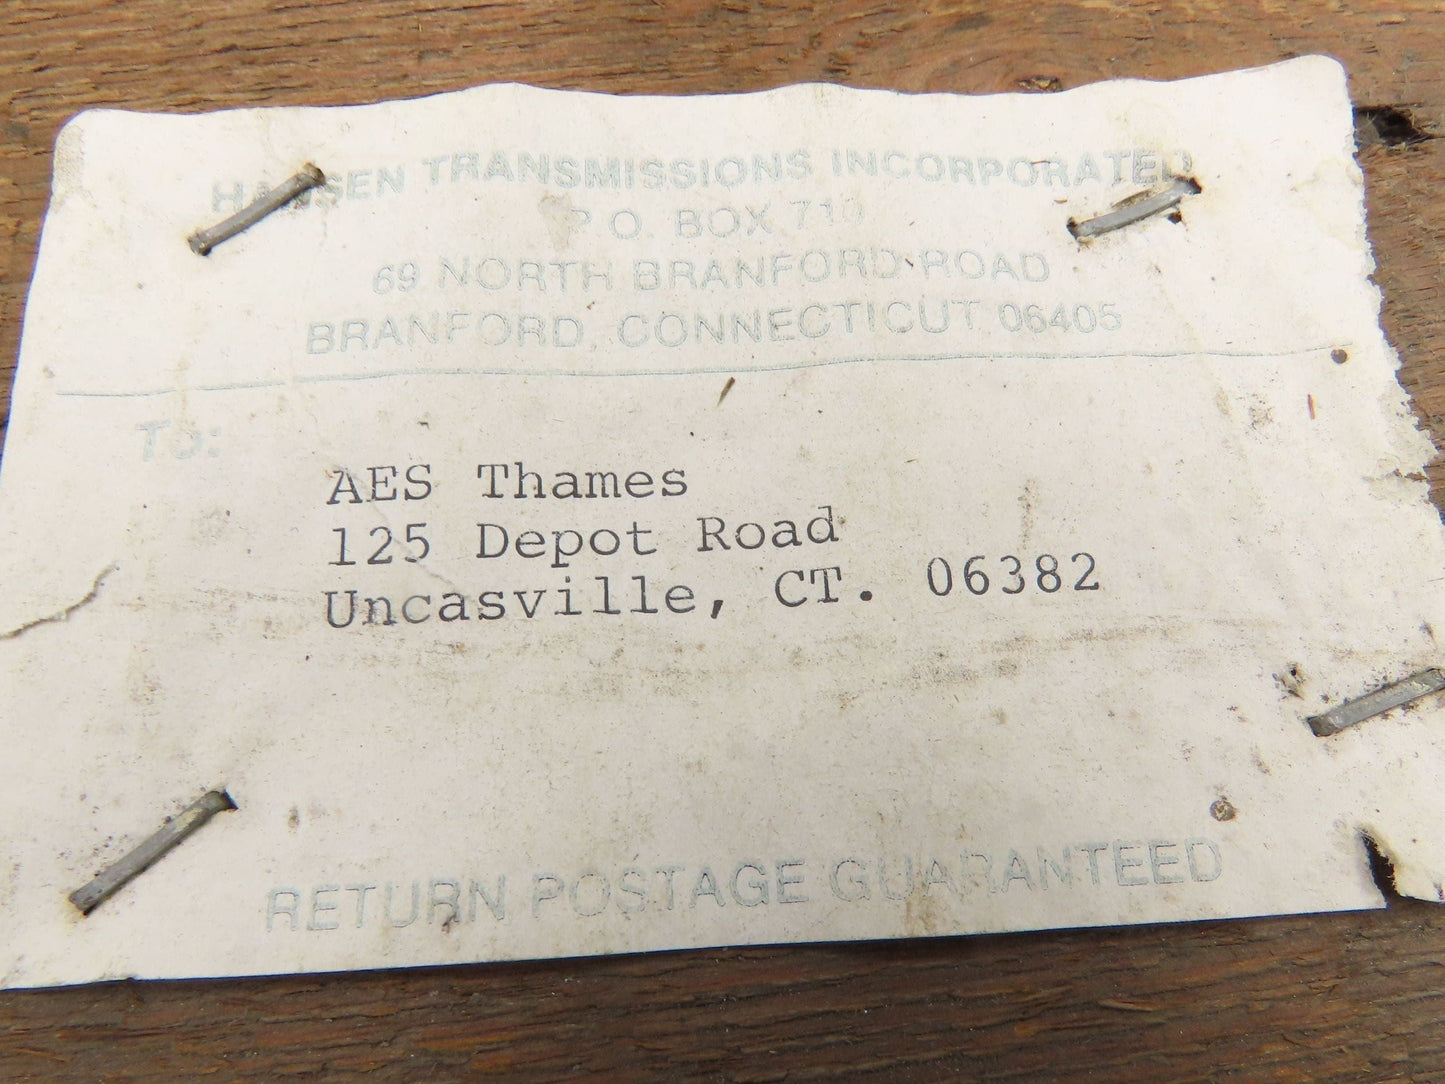 HANSEN TRANSMISSIONS INCORPORATED
P.O. BOX 710
69 NORTH BRANFORD ROAD
BRANFORD, CONNECTICUT 06405
To:
AES Thames
125 Depot Road
Uncasville, CT. 06382
RETURN POSTAGE GUARANTEED